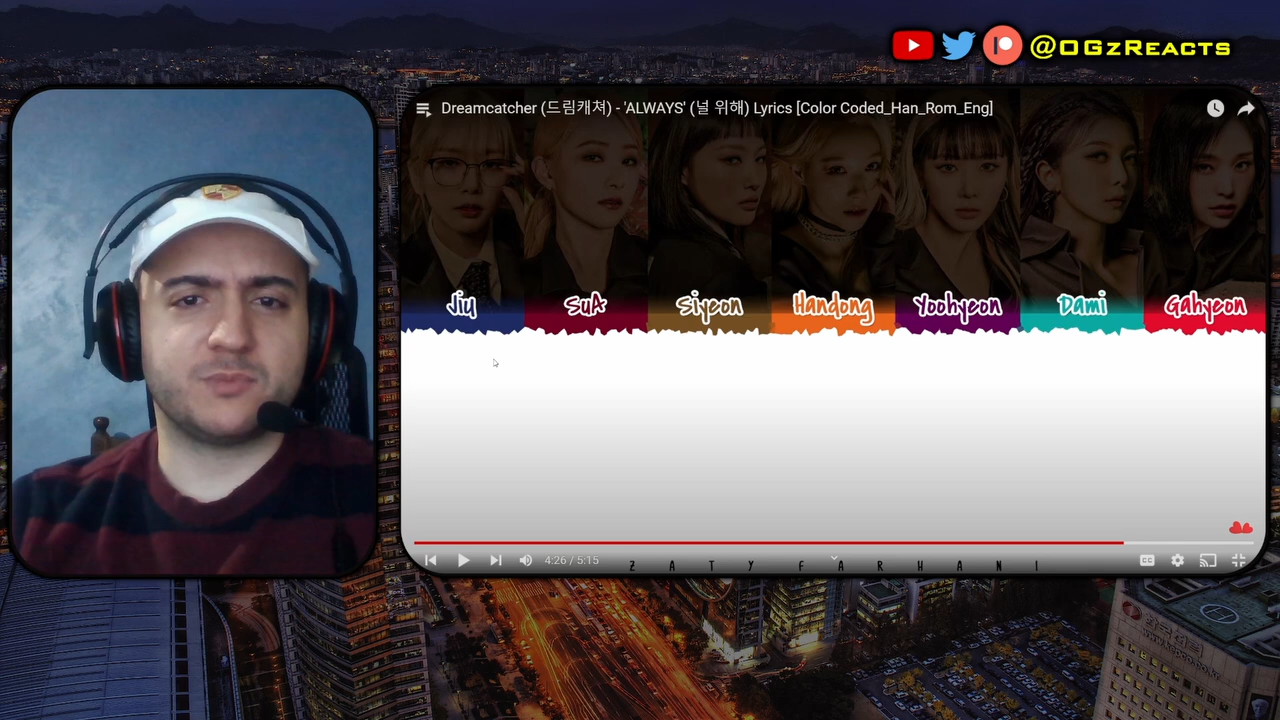 @OGzReacts
Dreamcatcher (드림캐쳐) - 'ALWAYS' (널 위해) Lyrics [Color Coded_Han_Rom_Eng]
JiU SuA Siyeon Handong Yoohyeon Dami Gahyeon
4:26 / 5:15
CC
Z A T Y F A R H A N I